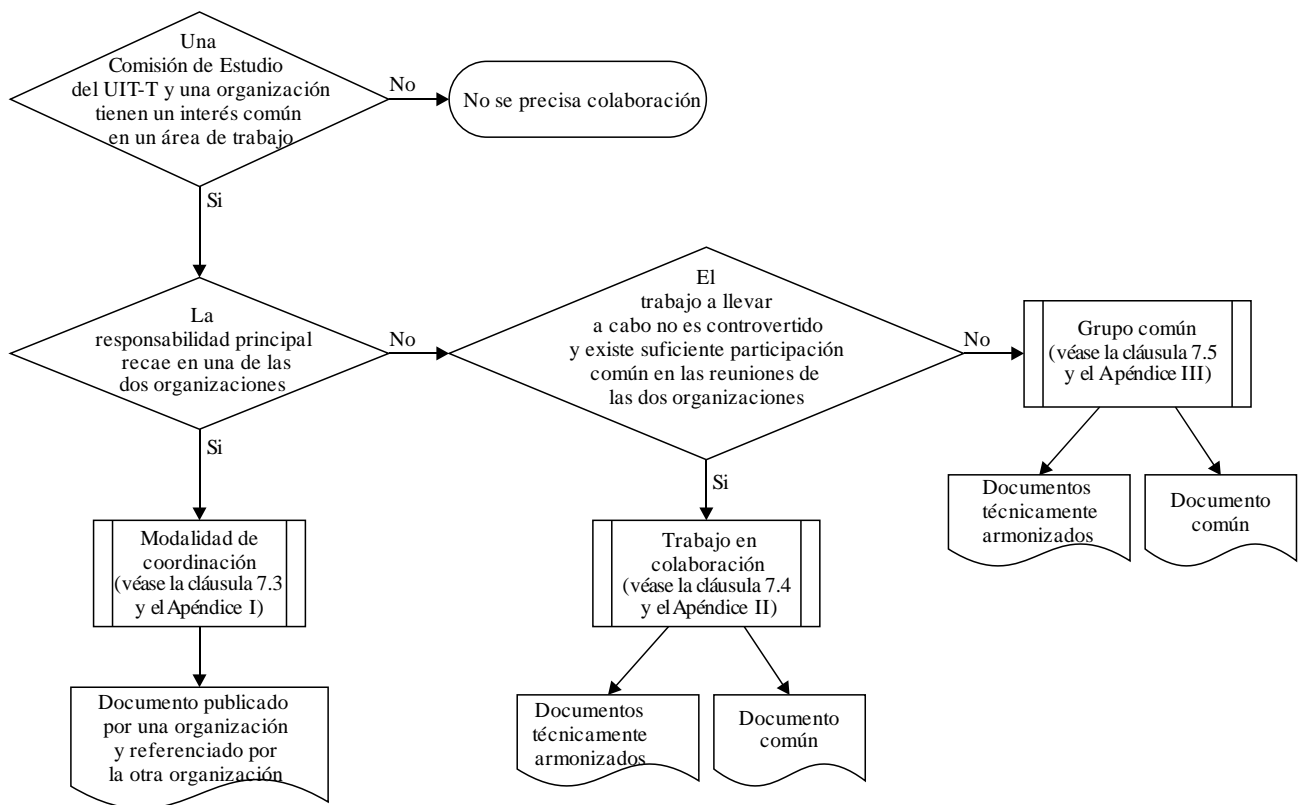 Una
Comisión de Estudio
del UIT-T y una organización
tienen un interés común
en un área de trabajo
No
No se precisa colaboración
Si
La
responsabilidad principal
recae en una de las
dos organizaciones
No
El
trabajo a llevar
a cabo no es controvertido
y existe suficiente participación
común en las reuniones de
las dos organizaciones
No
Grupo común
(véase la cláusula 7.5
y el Apéndice III)
Si
Si
Documentos
técnicamente
armonizados
Documento
común
Modalidad de
coordinación
(véase la cláusula 7.3
y el Apéndice I)
Trabajo en
colaboración
(véase la cláusula 7.4
y el Apéndice II)
Documento publicado
por una organización
y referenciado por
la otra organización
Documentos
técnicamente
armonizados
Documento
común